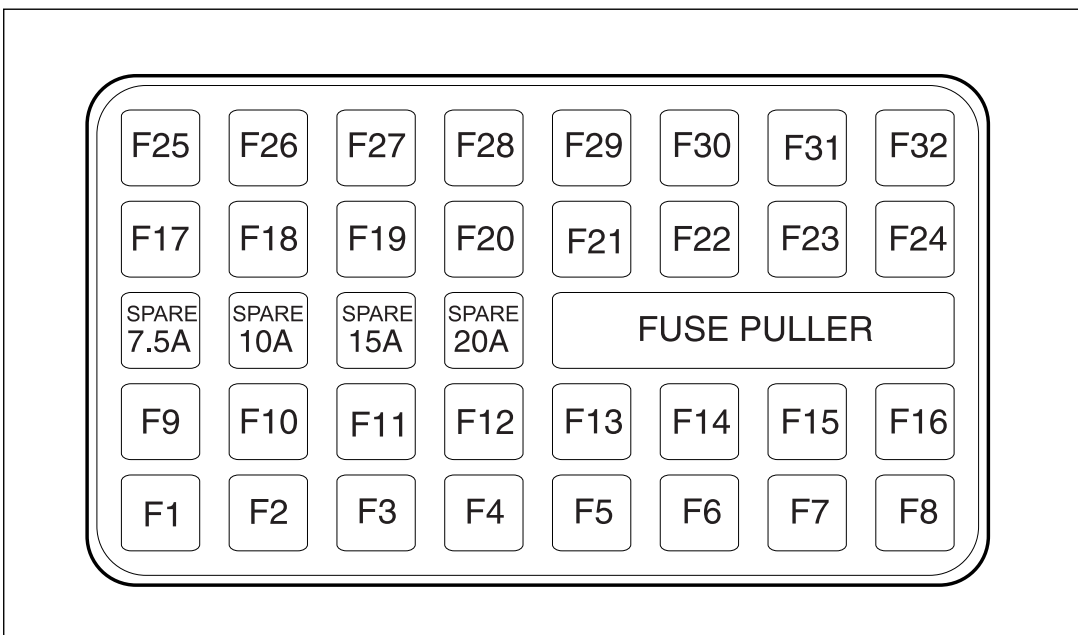 F25 F26 F27 F28 F29 F30 F31 F32
F17 F18 F19 F20 F21 F22 F23 F24
SPARE SPARE SPARE SPARE
7.5A 10A 15A 20A FUSE PULLER
F9 F10 F11 F12 F13 F14 F15 F16
F1 F2 F3 F4 F5 F6 F7 F8